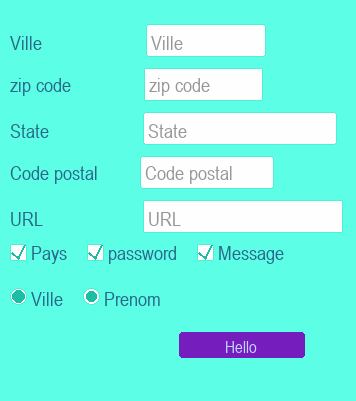 Ville Ville
zip code zip code
State State
Code postal Code postal
URL URL
Pays password Message
Ville Prenom
Hello